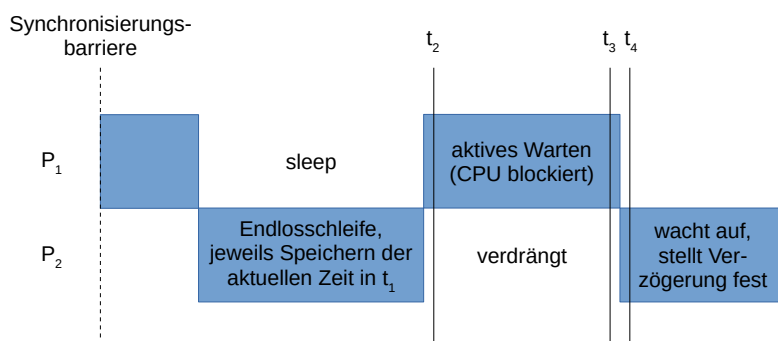 Synchronisierungs-
barriere
t₂
t₃
t₄
P₁
sleep
aktives Warten
(CPU blockiert)
P₂
Endlosschleife,
jeweils Speichern der
aktuellen Zeit in t₁
verdrängt
wacht auf,
stellt Ver-
zögerung fest